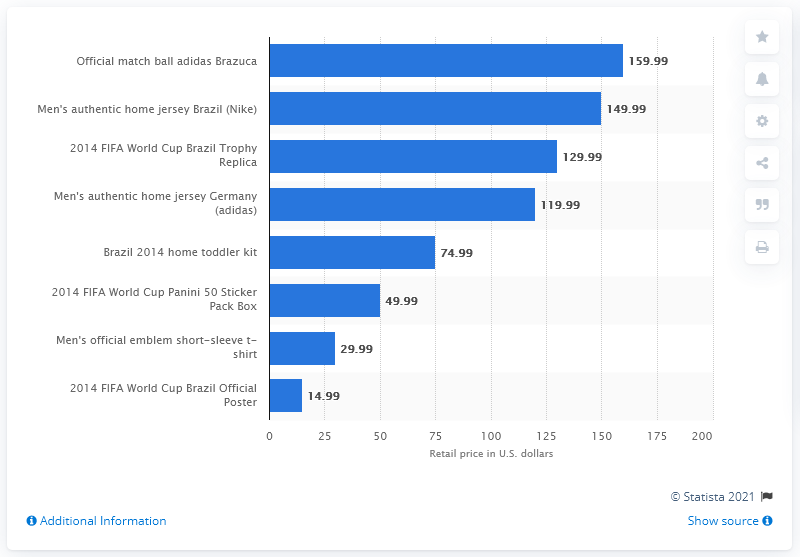 Official match ball adidas Brazuca
159.99
Men's authentic home jersey Brazil (Nike)
149.99
2014 FIFA World Cup Brazil Trophy
Replica
129.99
Men's authentic home jersey Germany
(adidas)
119.99
Brazil 2014 home toddler kit
74.99
2014 FIFA World Cup Panini 50 Sticker
Pack Box
49.99
Men's official emblem short-sleeve t-
shirt
29.99
2014 FIFA World Cup Brazil Official
Poster
14.99
0 25 50 75 100 125 150 175 200
Retail price in U.S. dollars
© Statista 2021
Additional Information
Show source